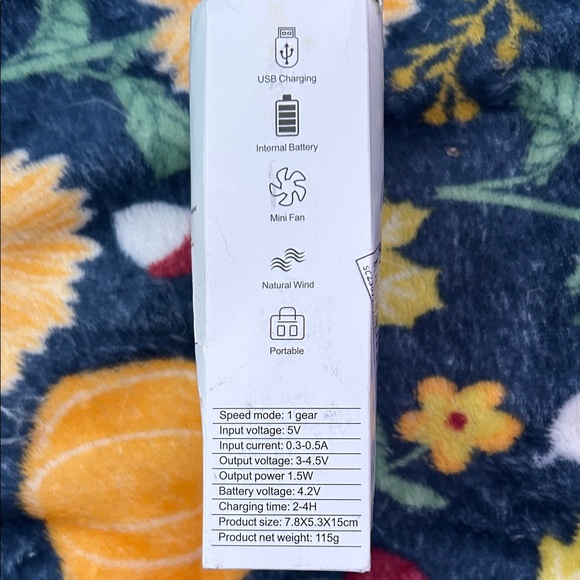 USB Charging
Internal Battery
Mini Fan
Natural Wind
Portable
Speed mode: 1 gear
Input voltage: 5V
Input current: 0.3-0.5A
Output voltage: 3-4.5V
Output power 1.5W
Battery voltage: 4.2V
Charging time: 2-4H
Product size: 7.8X5.3X15cm
Product net weight: 115g